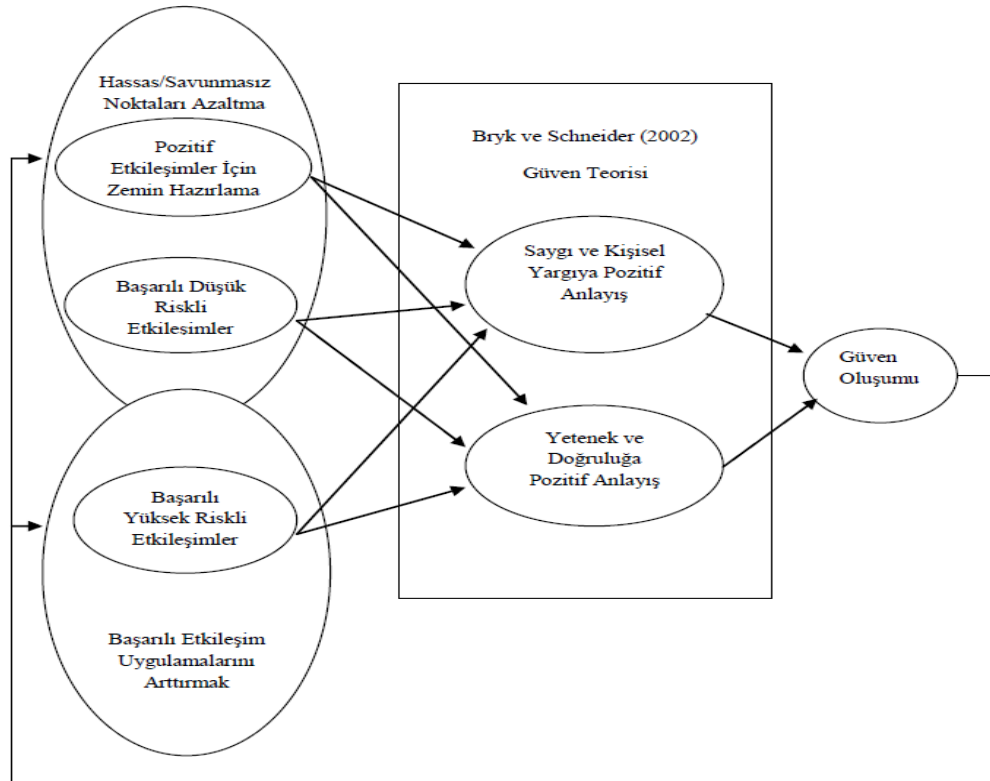 Hassas/Savunmasız
Noktaları Azaltma
Pozitif
Etkileşimler İçin
Zemin Hazırlama
Başarılı Düşük
Riskli
Etkileşimler
Başarılı
Yüksek Riskli
Etkileşimler
Başarılı Etkileşim
Uygulamalarını
Arttırmak
Bryk ve Schneider (2002)
Güven Teorisi
Saygı ve Kişisel
Yargıya Pozitif
Anlayış
Yetenek ve
Doğruluğa
Pozitif Anlayış
Güven
Oluşumu